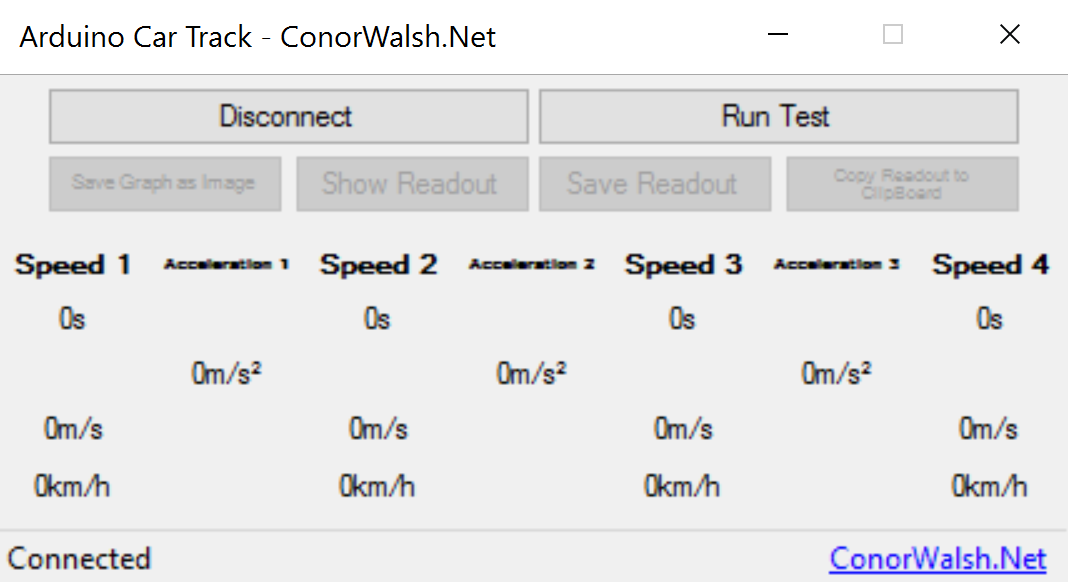 Arduino Car Track - ConorWalsh.Net
Disconnect Run Test
Save Graph as Image Show Readout Save Readout Copy Readout to
ClipBoard
Speed 1 Acceleration 1 Speed 2 Acceleration 2 Speed 3 Acceleration 3 Speed 4
0s 0s 0s 0s
0m/s² 0m/s² 0m/s²
0m/s 0m/s 0m/s 0m/s
0km/h 0km/h 0km/h 0km/h
Connected ConorWalsh.Net